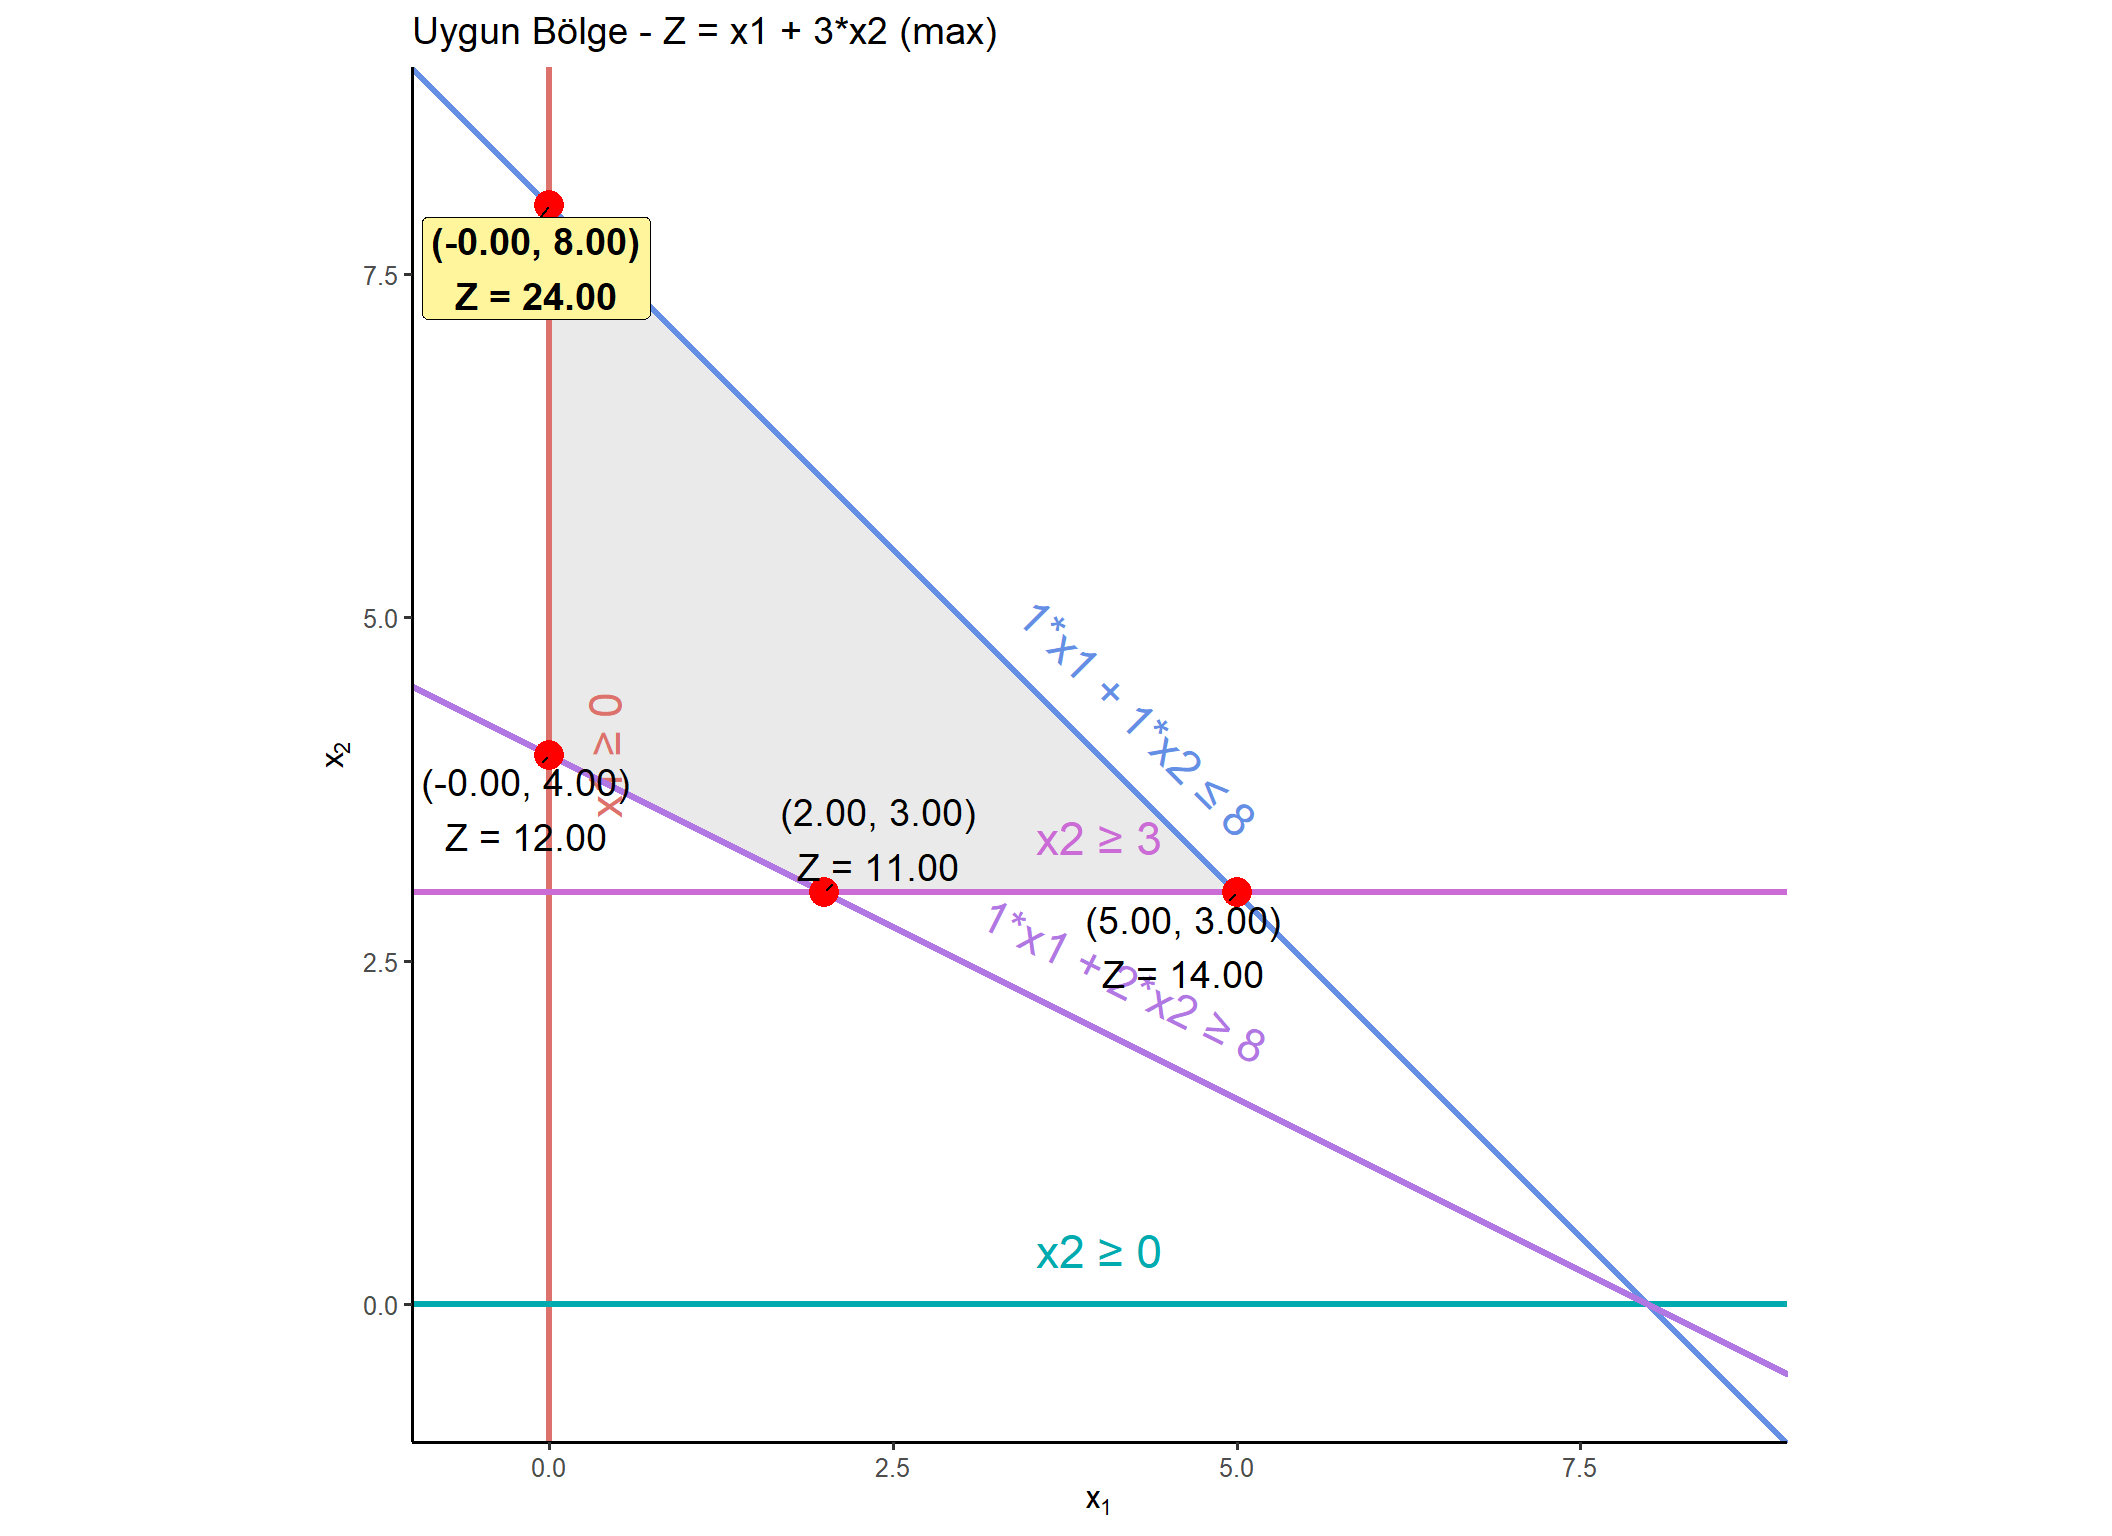 Uygun Bölge - Z = x1 + 3*x2 (max)
(-0.00, 8.00)
Z = 24.00
7.5
5.0
1*x1 + 1*x2 ≤ 8
x1 ≥ 0
x₂
(-0.00, 4.00)
Z = 12.00
(2.00, 3.00)
Z = 11.00
x2 ≥ 3
(5.00, 3.00)
Z = 14.00
1*x1 + 2*x2 ≥ 8
2.5
x2 ≥ 0
0.0
0.0
2.5
5.0
7.5
x₁